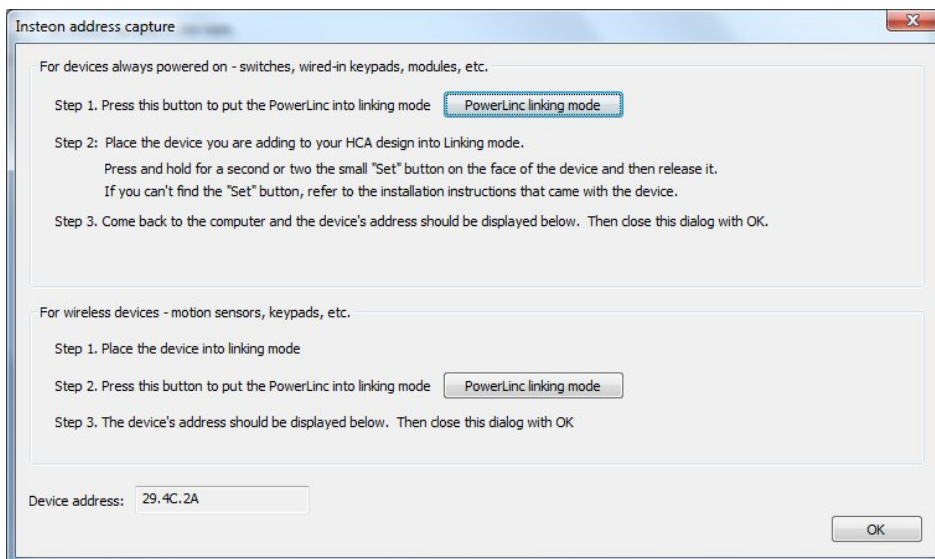 Insteon address capture
For devices always powered on - switches, wired-in keypads, modules, etc.
Step 1. Press this button to put the PowerLinc into linking mode PowerLinc linking mode
Step 2: Place the device you are adding to your HCA design into Linking mode.
Press and hold for a second or two the small "Set" button on the face of the device and then release it.
If you can't find the "Set" button, refer to the installation instructions that came with the device.
Step 3. Come back to the computer and the device's address should be displayed below. Then close this dialog with OK.
For wireless devices - motion sensors, keypads, etc.
Step 1. Place the device into linking mode
Step 2. Press this button to put the PowerLinc into linking mode PowerLinc linking mode
Step 3. The device's address should be displayed below. Then close this dialog with OK
Device address: 29.4C.2A
OK